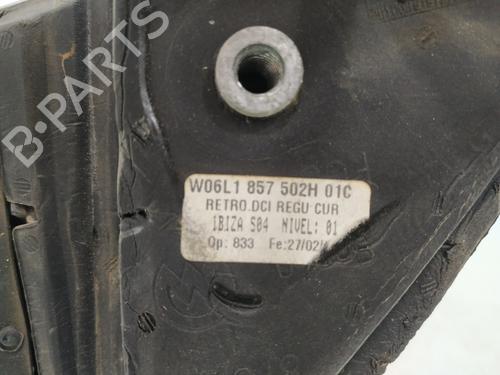 W06L1 857 502H 01C
RETRO.DCI REGU CUR
IBIZA S04 NIVEL: 01
Op: 833 Fe:27/02/
B-PARTS